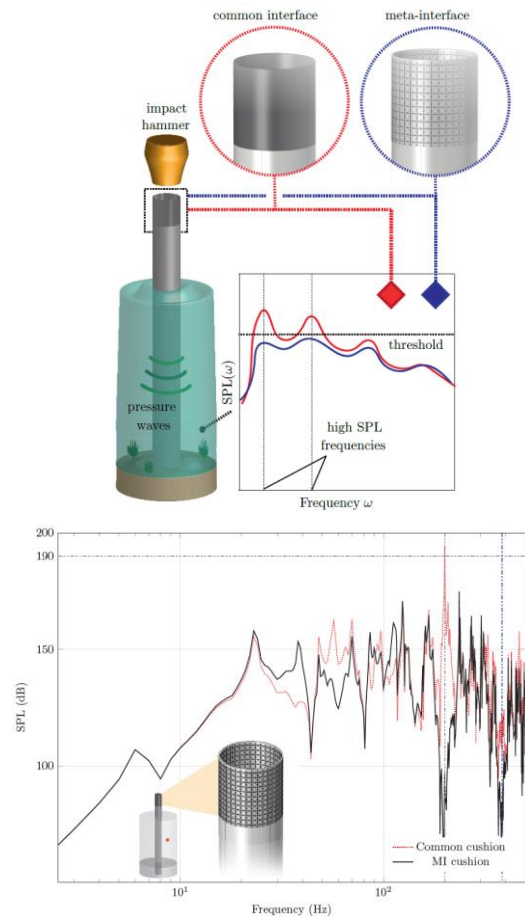 common interface
meta-interface
impact
hammer
threshold
SPL(ω)
pressure
waves
high SPL
frequencies
Frequency ω
200
190
150
100
SPL (dB)
Common cushion
MI cushion
10¹
10²
Frequency (Hz)